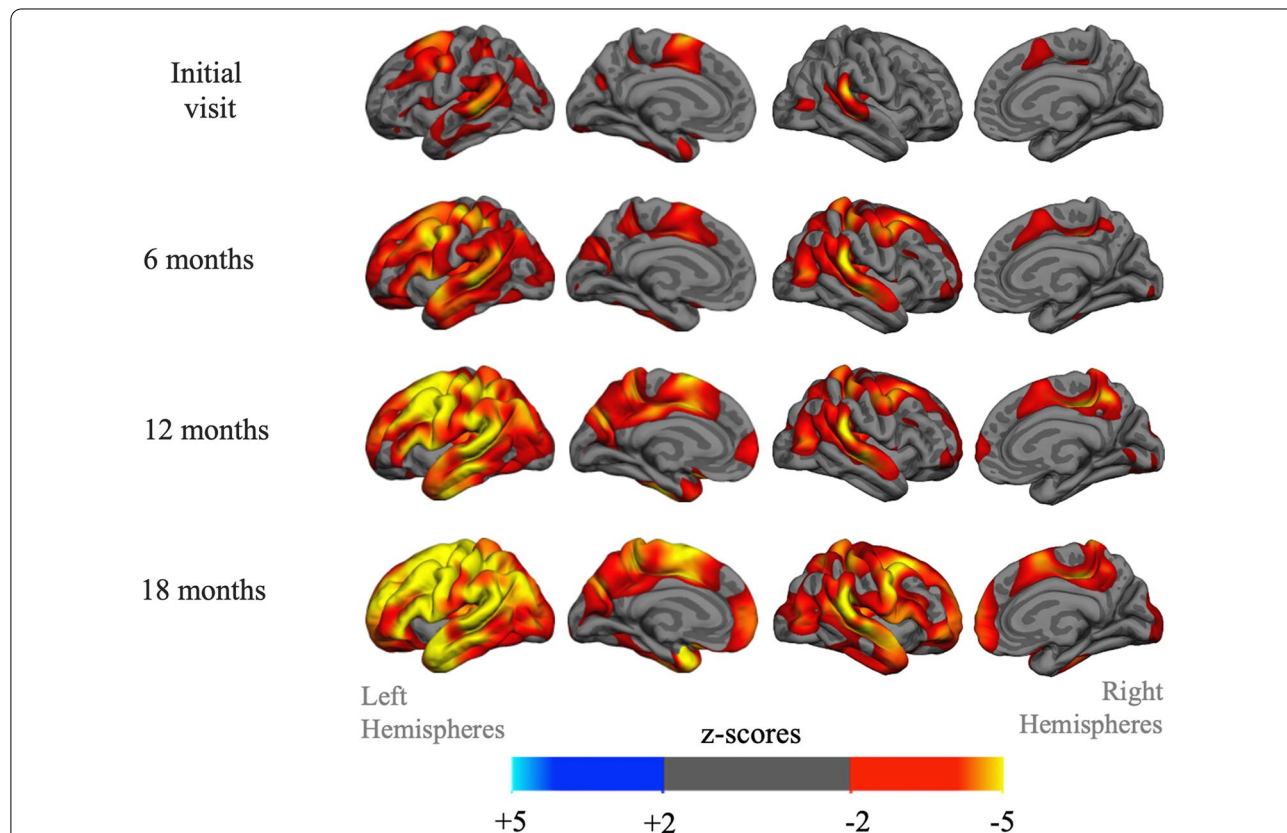 Initial
visit
6 months
12 months
18 months
Left
Hemispheres
Right
Hemispheres
z-scores
+5
+2
-2
-5